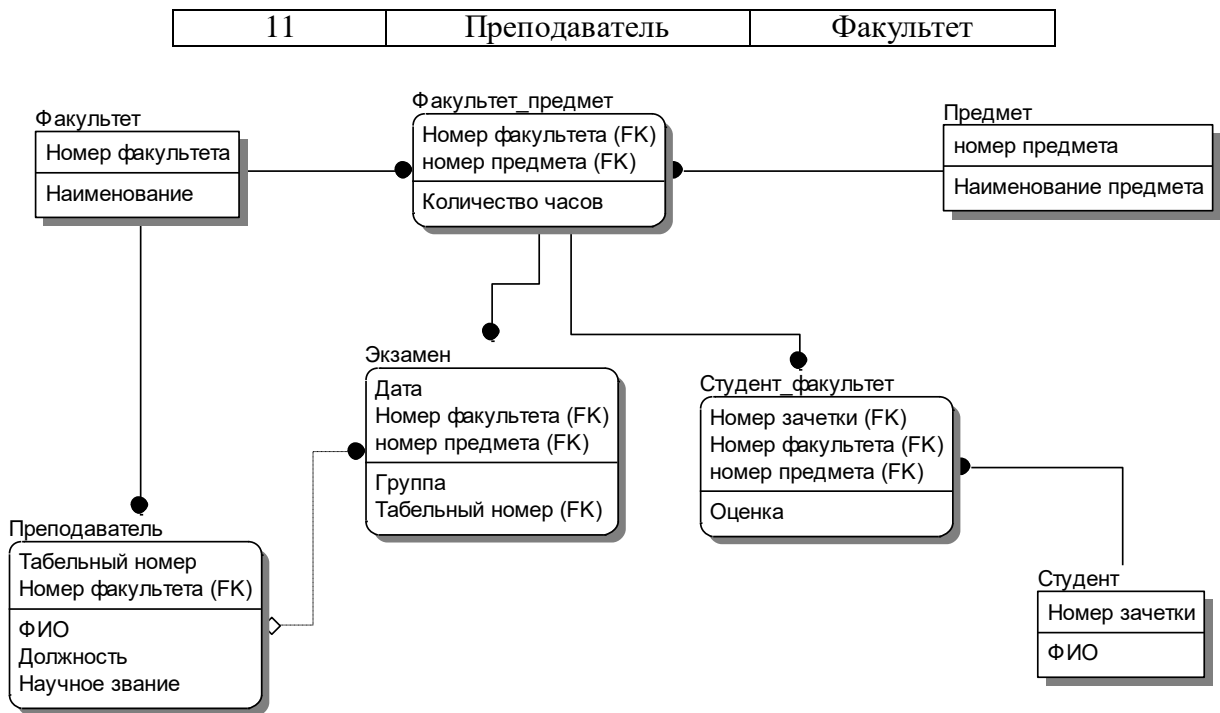 11 Преподаватель Факультет
Факультет
Номер факультета
Наименование
Факультет_предмет
Номер факультета (FK)
номер предмета (FK)
Количество часов
Предмет
номер предмета
Наименование предмета
Экзамен
Дата
Номер факультета (FK)
номер предмета (FK)
Группа
Табельный номер (FK)
Студент_факультет
Номер зачетки (FK)
Номер факультета (FK)
номер предмета (FK)
Оценка
Преподаватель
Табельный номер
Номер факультета (FK)
ФИО
Должность
Научное звание
Студент
Номер зачетки
ФИО